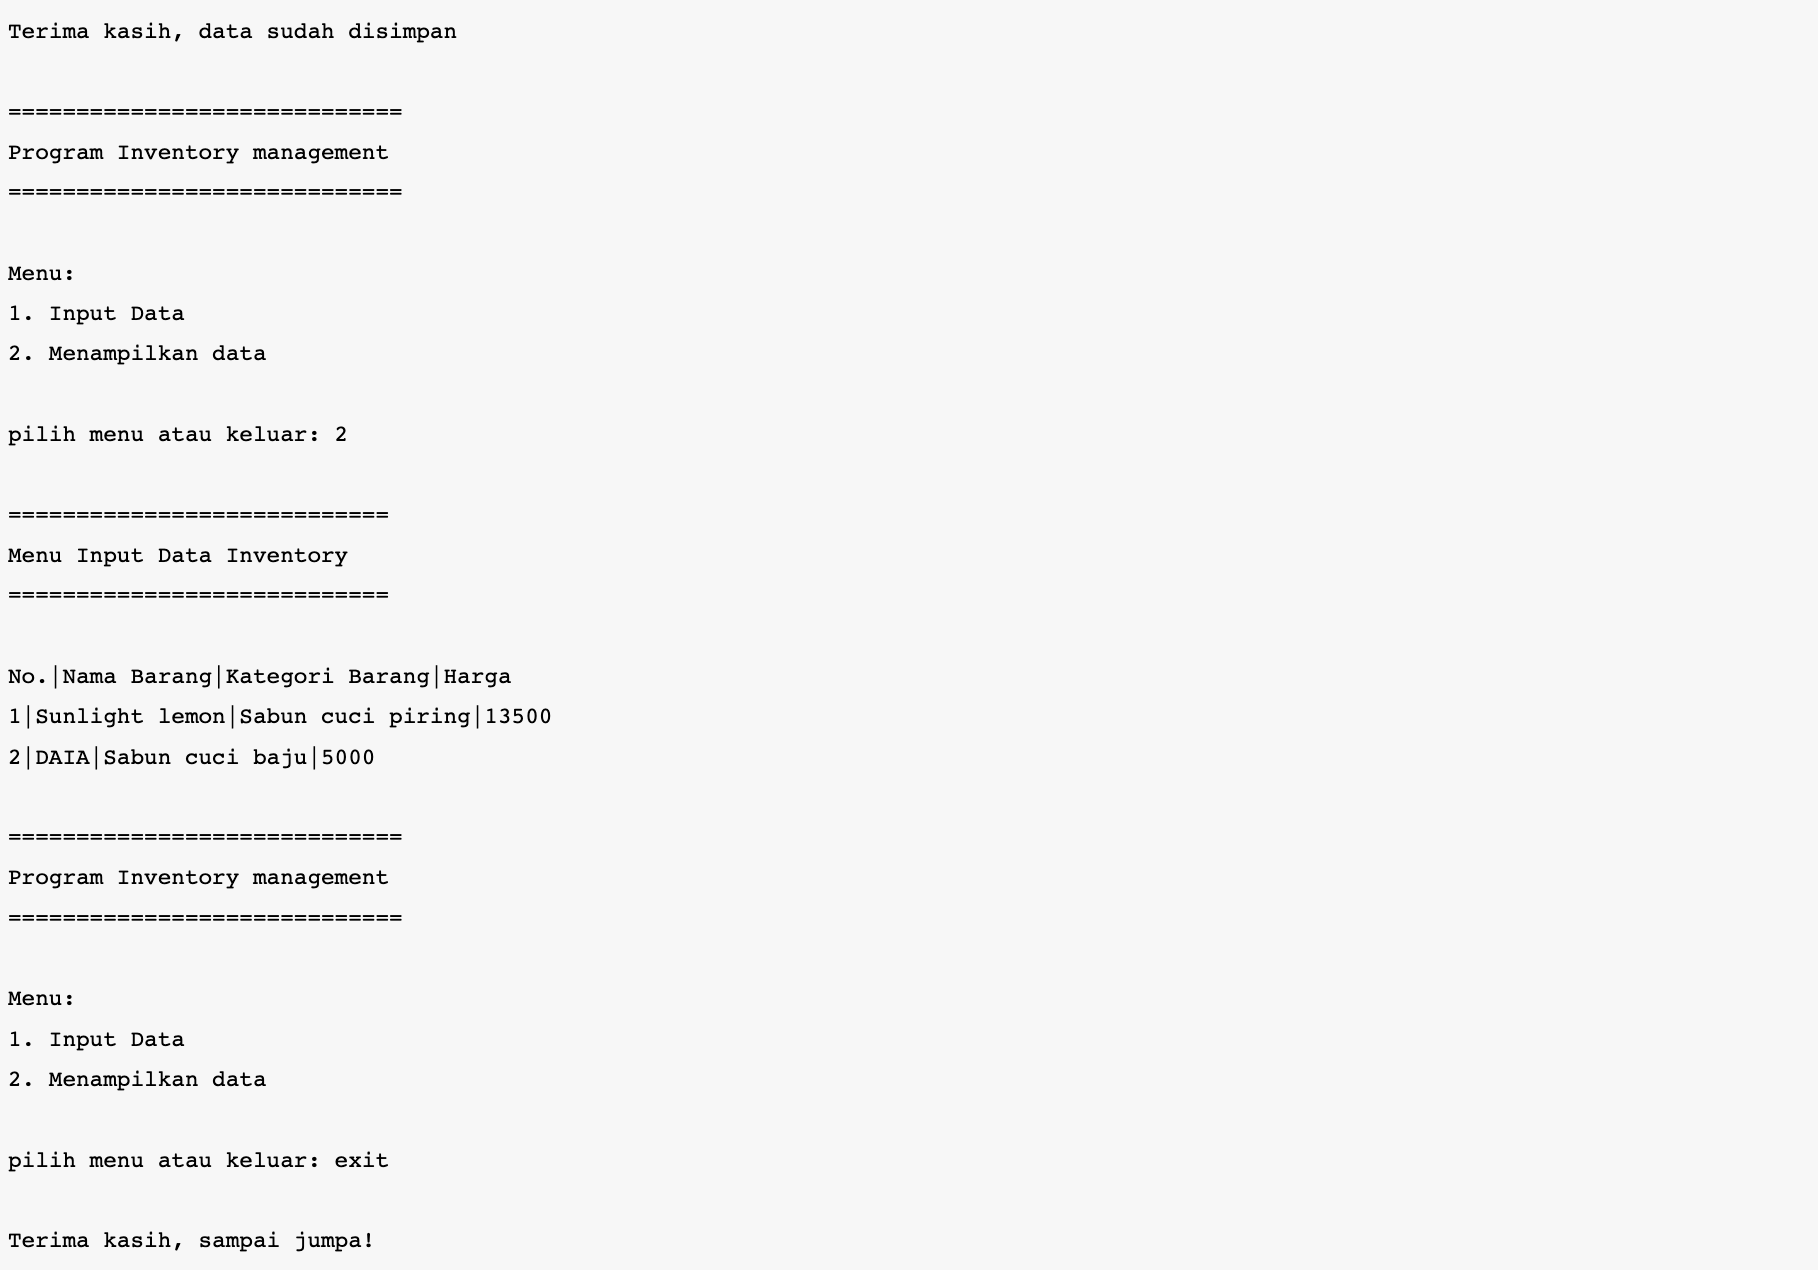 Terima kasih, data sudah disimpan
=============================
Program Inventory management
=============================
Menu:
1. Input Data
2. Menampilkan data
pilih menu atau keluar: 2
============================
Menu Input Data Inventory
============================
No.|Nama Barang|Kategori Barang|Harga
1|Sunlight lemon|Sabun cuci piring|13500
2|DAIA|Sabun cuci baju|5000
=============================
Program Inventory management
=============================
Menu:
1. Input Data
2. Menampilkan data
pilih menu atau keluar: exit
Terima kasih, sampai jumpa!